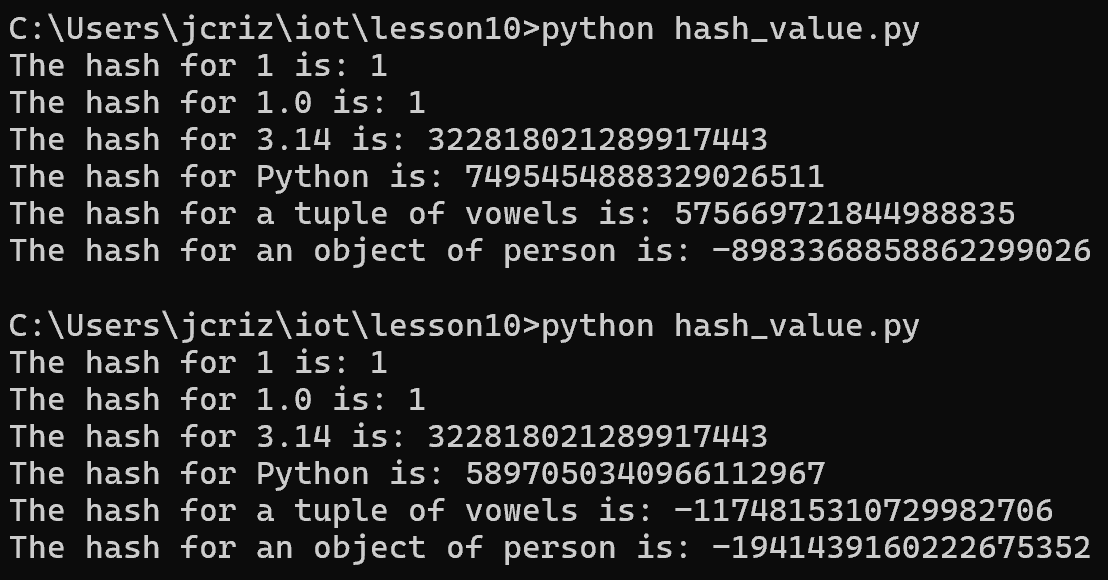 C:\Users\jcriz\iot\lesson10>python hash_value.py
The hash for 1 is: 1
The hash for 1.0 is: 1
The hash for 3.14 is: 322818021289917443
The hash for Python is: 7495454888329026511
The hash for a tuple of vowels is: 575669721844988835
The hash for an object of person is: -8983368858862299026
C:\Users\jcriz\iot\lesson10>python hash_value.py
The hash for 1 is: 1
The hash for 1.0 is: 1
The hash for 3.14 is: 322818021289917443
The hash for Python is: 5897050340966112967
The hash for a tuple of vowels is: -1174815310729982706
The hash for an object of person is: -1941439160222675352